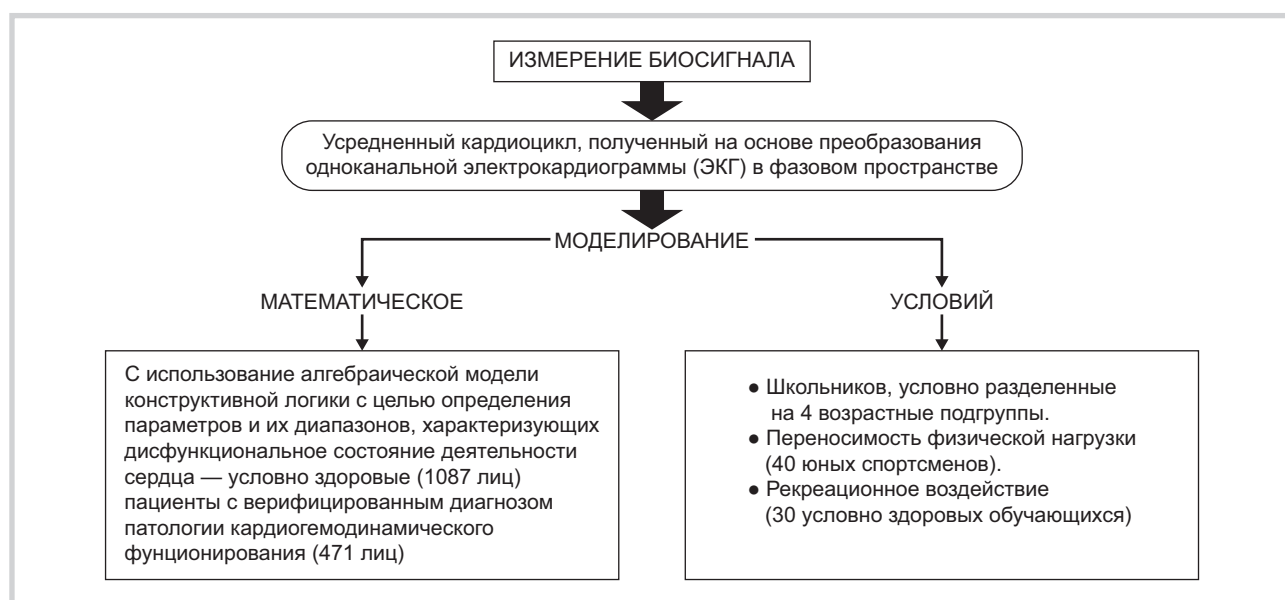 ИЗМЕРЕНИЕ БИОСИГНАЛА
Усредненный кардиоцикл, полученный на основе преобразования
одноканальной электрокардиограммы (ЭКГ) в фазовом пространстве
МОДЕЛИРОВАНИЕ
МАТЕМАТИЧЕСКОЕ
УСЛОВИЙ
С использование алгебраической модели
конструктивной логики с целью определения
параметров и их диапазонов, характеризующих
дисфункциональное состояние деятельности
сердца — условно здоровые (1087 лиц)
пациенты с верифицированным диагнозом
патологии кардиогемодинамического
фунционирования (471 лиц)
● Школьников, условно разделенные
на 4 возрастные подгруппы.
● Переносимость физической нагрузки
(40 юных спортсменов).
● Рекреационное воздействие
(30 условно здоровых обучающихся)